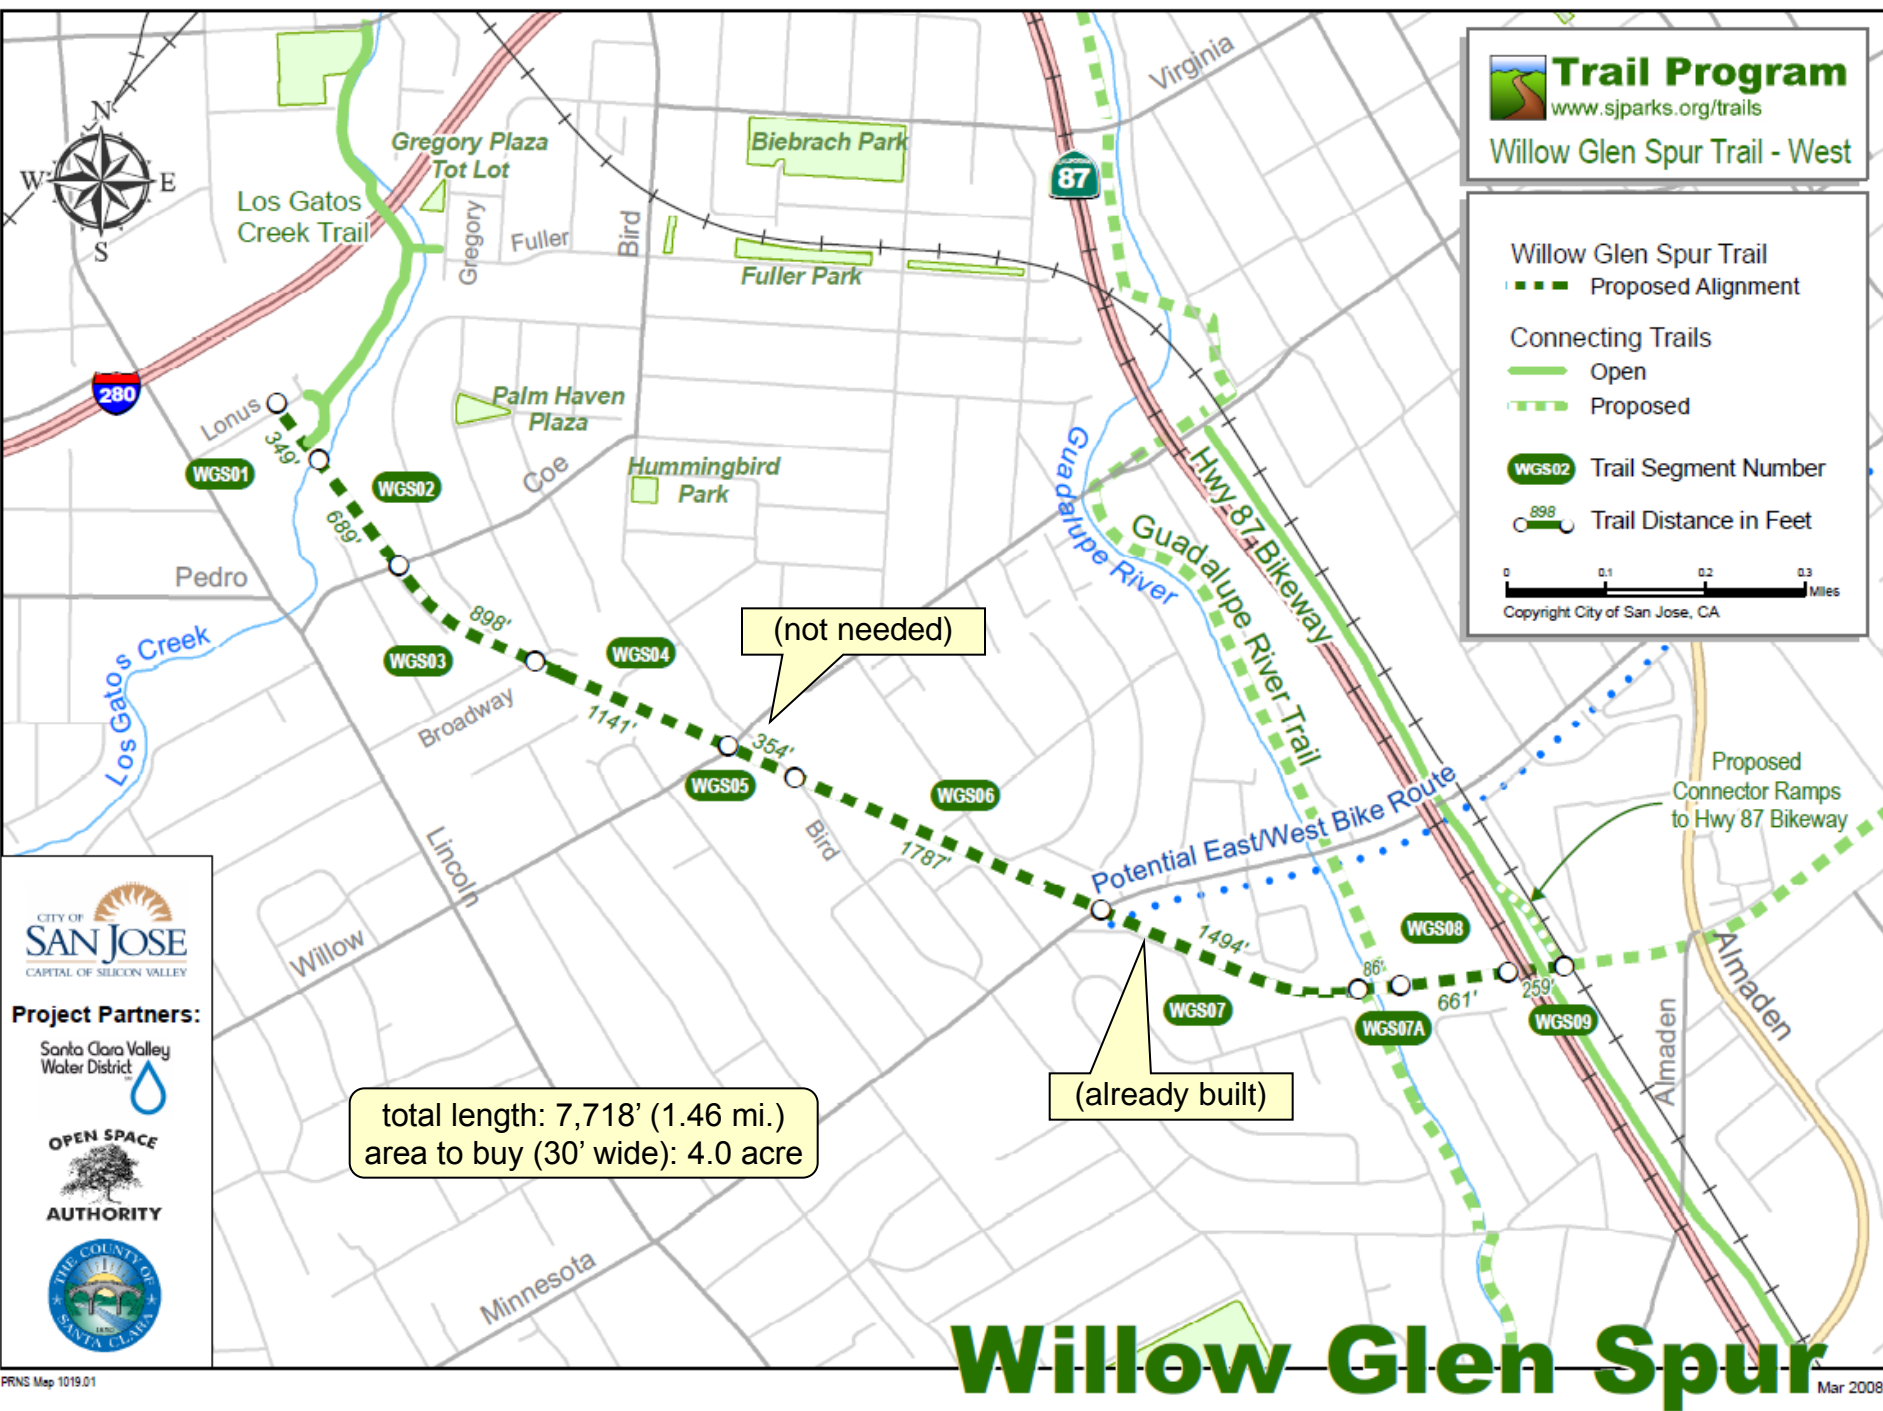 Trail Program
www.sjparks.org/trails
Willow Glen Spur Trail - West
Willow Glen Spur Trail
Proposed Alignment
Connecting Trails
Open
Proposed
WGS02
Trail Segment Number
898
Trail Distance in Feet
0 0.1 0.2 0.3
Miles
Copyright City of San Jose, CA
N
W E
S
Virginia
Gregory Plaza
Tot Lot
Biebrach Park
87
Los Gatos
Creek Trail
Gregory
Fuller
Bird
Fuller Park
280
Lonus
Palm Haven
Plaza
349'
WGS01
WGS02
689'
Coe
Hummingbird
Park
Guadalupe River
Hwy 87 Bikeway
Guadalupe River Trail
Pedro
898'
(not needed)
WGS03
WGS04
Los Gatos Creek
Broadway
1141'
354'
WGS05
WGS06
Bird
1787'
Potential East/West Bike Route
Proposed
Connector Ramps
to Hwy 87 Bikeway
Lincoln
Willow
1494'
WGS08
86'
661'
259'
WGS07
WGS07A
WGS09
Almaden
Almaden
(already built)
total length: 7,718’ (1.46 mi.)
area to buy (30’ wide): 4.0 acre
Minnesota
CITY OF
SAN JOSE
CAPITAL OF SILICON VALLEY
Project Partners:
Santa Clara Valley
Water District
OPEN SPACE
AUTHORITY
THE COUNTY OF
SANTA CLARA
1850
Willow Glen Spur
PRNS Map 1019.01
Mar 2008